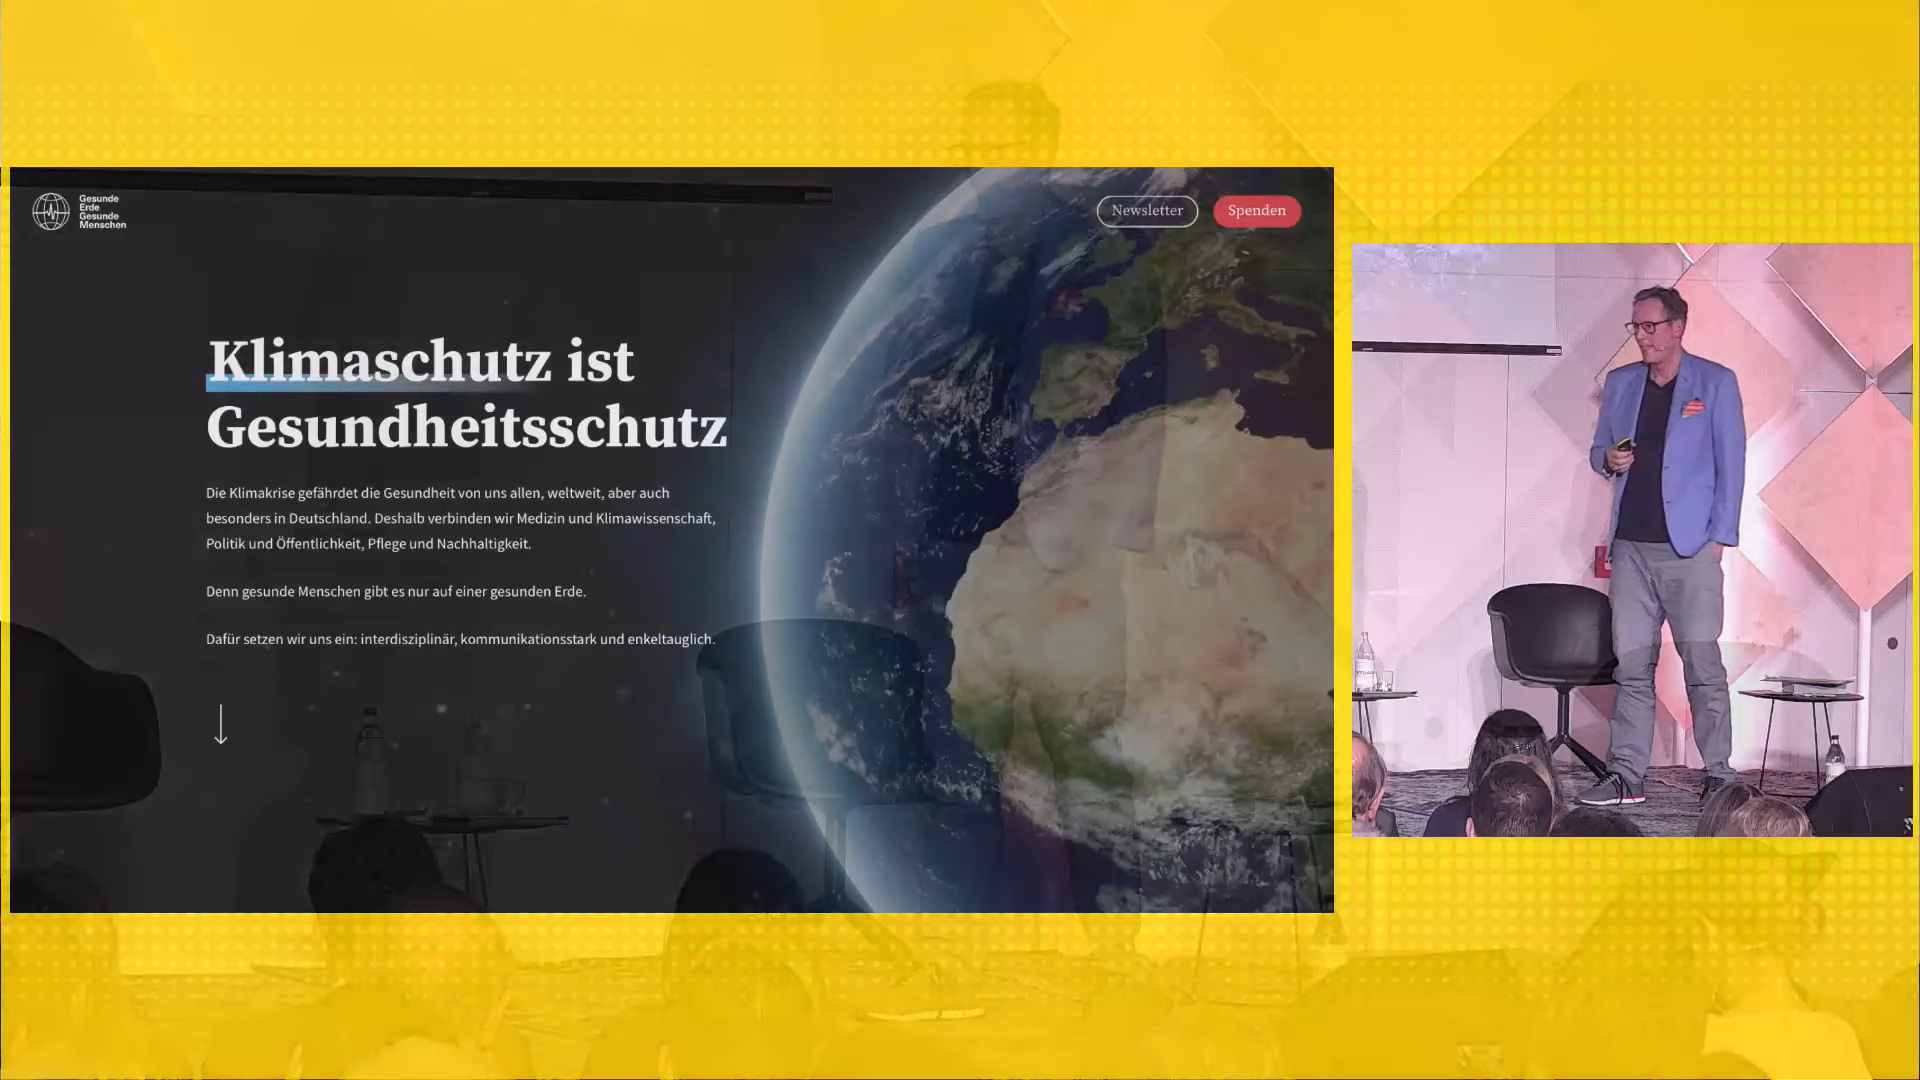 Gesunde
Erde
Gesunde
Menschen
Newsletter
Spenden
Klimaschutz ist
Gesundheitsschutz
Die Klimakrise gefährdet die Gesundheit von uns allen, weltweit, aber auch
besonders in Deutschland. Deshalb verbinden wir Medizin und Klimawissenschaft,
Politik und Öffentlichkeit, Pflege und Nachhaltigkeit.
Denn gesunde Menschen gibt es nur auf einer gesunden Erde.
Dafür setzen wir uns ein: interdisziplinär, kommunikationsstark und enkeltauglich.